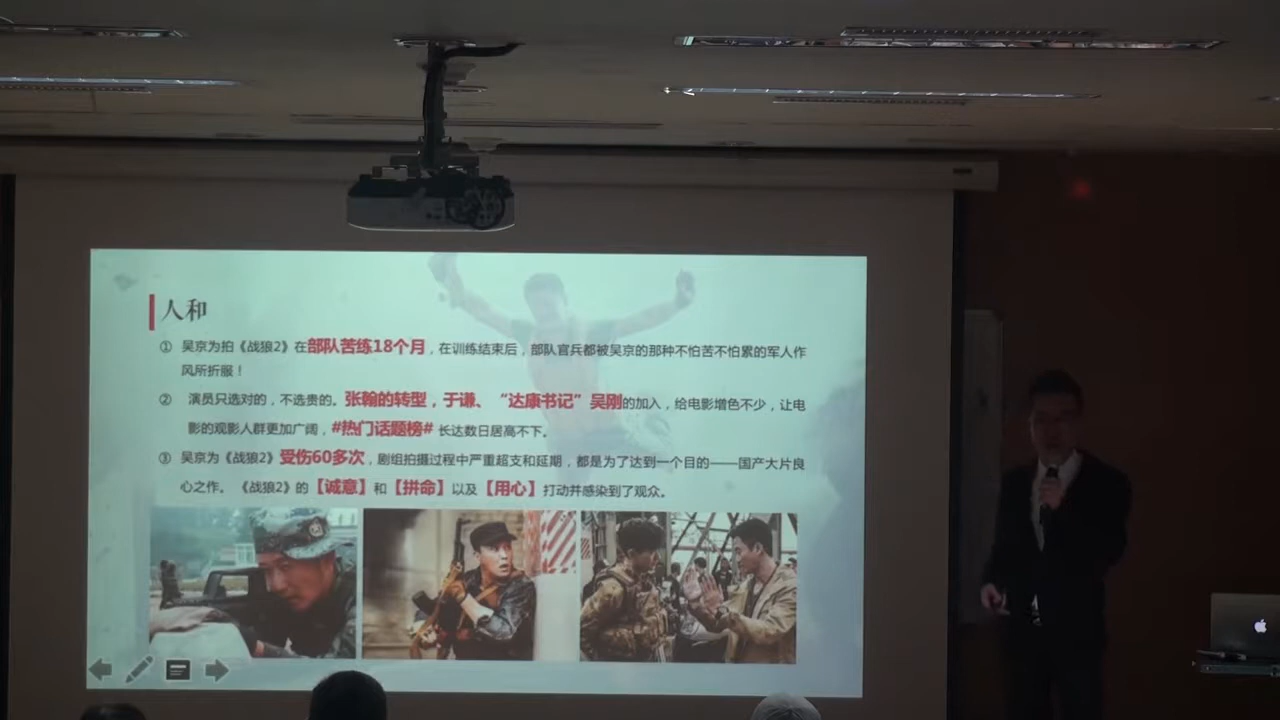 人和
① 吴京为拍《战狼2》在部队苦练18个月，在训练结束后，部队官兵都被吴京的那种不怕苦不怕累的军人作
风所折服！
② 演员只选对的，不选贵的。张翰的转型，于谦、“达康书记”吴刚的加入，给电影增色不少，让电
影的观影人群更加广阔，#热门话题榜# 长达数日居高不下。
③ 吴京为《战狼2》受伤60多次，剧组拍摄过程中严重超支和延期，都是为了达到一个目的——国产大片良
心之作。《战狼2》的【诚意】和【拼命】以及【用心】打动并感染到了观众。